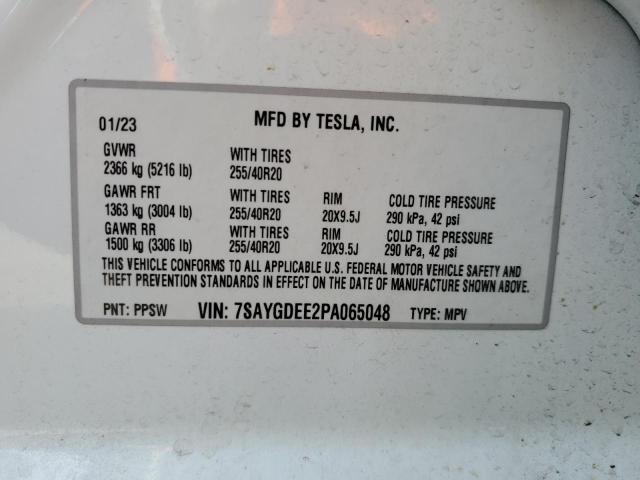 01/23 MFD BY TESLA, INC.
GVWR WITH TIRES
2366 kg (5216 lb) 255/40R20
GAWR FRT WITH TIRES RIM COLD TIRE PRESSURE
1363 kg (3004 lb) 255/40R20 20X9.5J 290 kPa, 42 psi
GAWR RR WITH TIRES RIM COLD TIRE PRESSURE
1500 kg (3306 lb) 255/40R20 20X9.5J 290 kPa, 42 psi
THIS VEHICLE CONFORMS TO ALL APPLICABLE U.S. FEDERAL MOTOR VEHICLE SAFETY AND
THEFT PREVENTION STANDARDS IN EFFECT ON THE DATE OF MANUFACTURE SHOWN ABOVE.
PNT: PPSW VIN: 7SAYGDEE2PA065048 TYPE: MPV